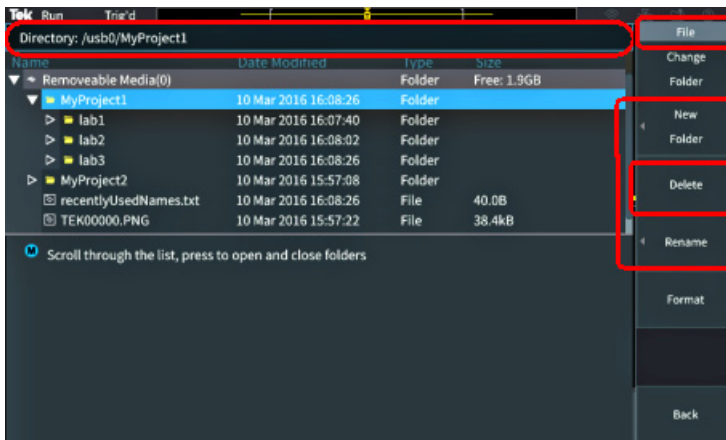 Tek Run Trig'd
Directory: /usb0/MyProject1
File
Name Date Modified Type Size
Change
Folder
Removeable Media(0) Folder Free: 1.9GB
MyProject1 10 Mar 2016 16:08:26 Folder
lab1 10 Mar 2016 16:07:40 Folder
New
Folder
lab2 10 Mar 2016 16:08:02 Folder
lab3 10 Mar 2016 16:08:26 Folder
MyProject2 10 Mar 2016 15:57:08 Folder
Delete
recentlyUsedNames.txt 10 Mar 2016 16:08:26 File 40.0B
TEK00000.PNG 10 Mar 2016 15:57:22 File 38.4kB
Rename
M Scroll through the list, press to open and close folders
Format
Back